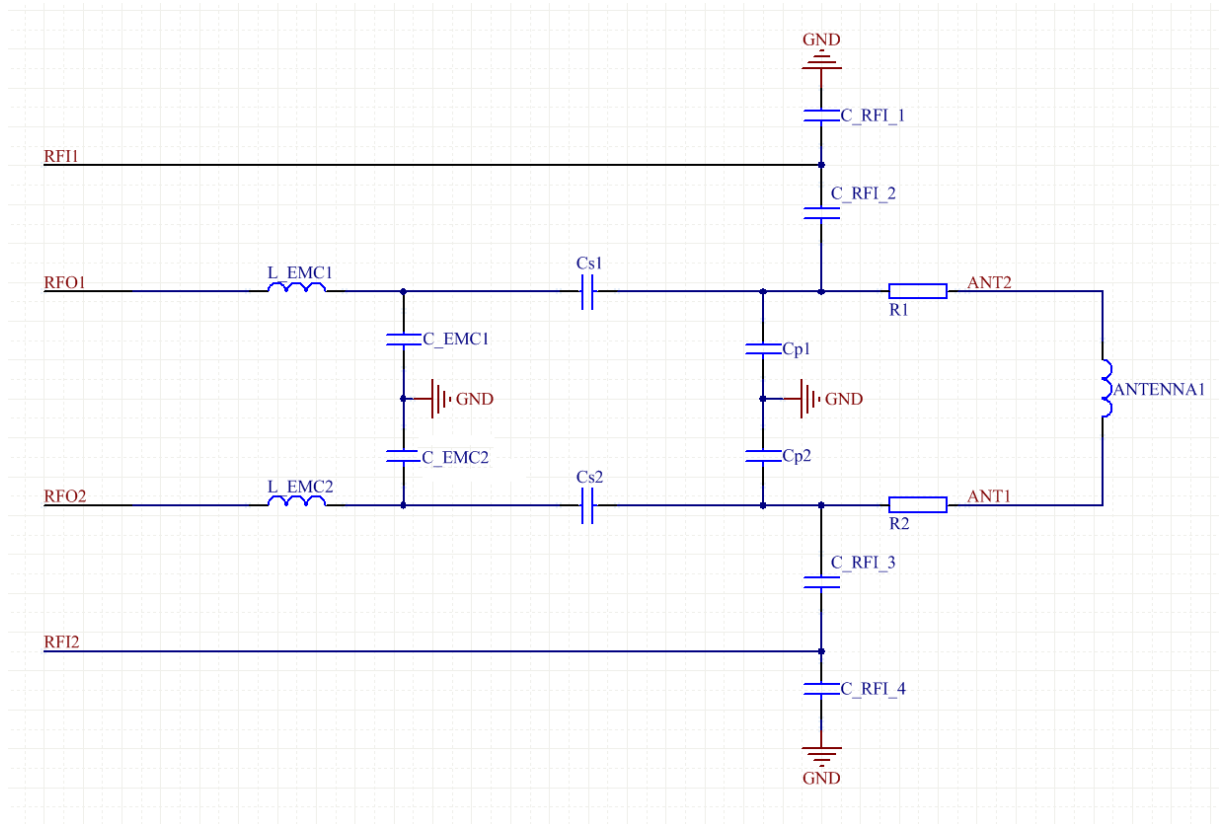 GND
C_RFI_1
RFI1
C_RFI_2
RFO1
L_EMC1
Cs1
ANT2
R1
C_EMC1
Cp1
GND
GND
ANTENNA1
C_EMC2
Cp2
RFO2
L_EMC2
Cs2
ANT1
R2
C_RFI_3
RFI2
C_RFI_4
GND